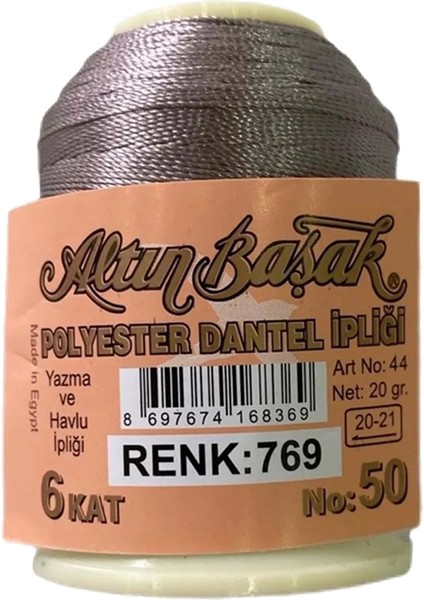 Altın Başak®
POLYESTER DANTEL İPLİĞİ
Made in Egypt
Yazma
ve
Havlu
İpliği
8 697674 168369
Art No: 44
Net: 20 gr.
20-21
RENK:769
6 KAT
No:50